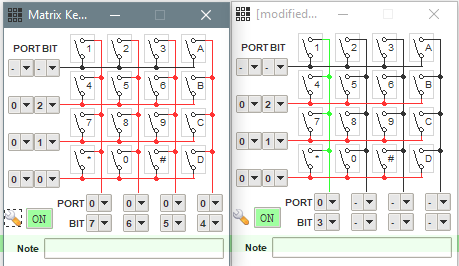 Matrix Ke...
PORT BIT
1 2 3 A
- -
4 5 6 B
0 2
7 8 9 C
0 1
* 0 # D
0 0
PORT 0 0 0 0
ON
BIT 7 6 5 4
Note
[modified...
PORT BIT
1 2 3 A
- -
4 5 6 B
0 2
7 8 9 C
0 1
* 0 # D
0 0
PORT 0 - - -
ON
BIT 3 - - -
Note